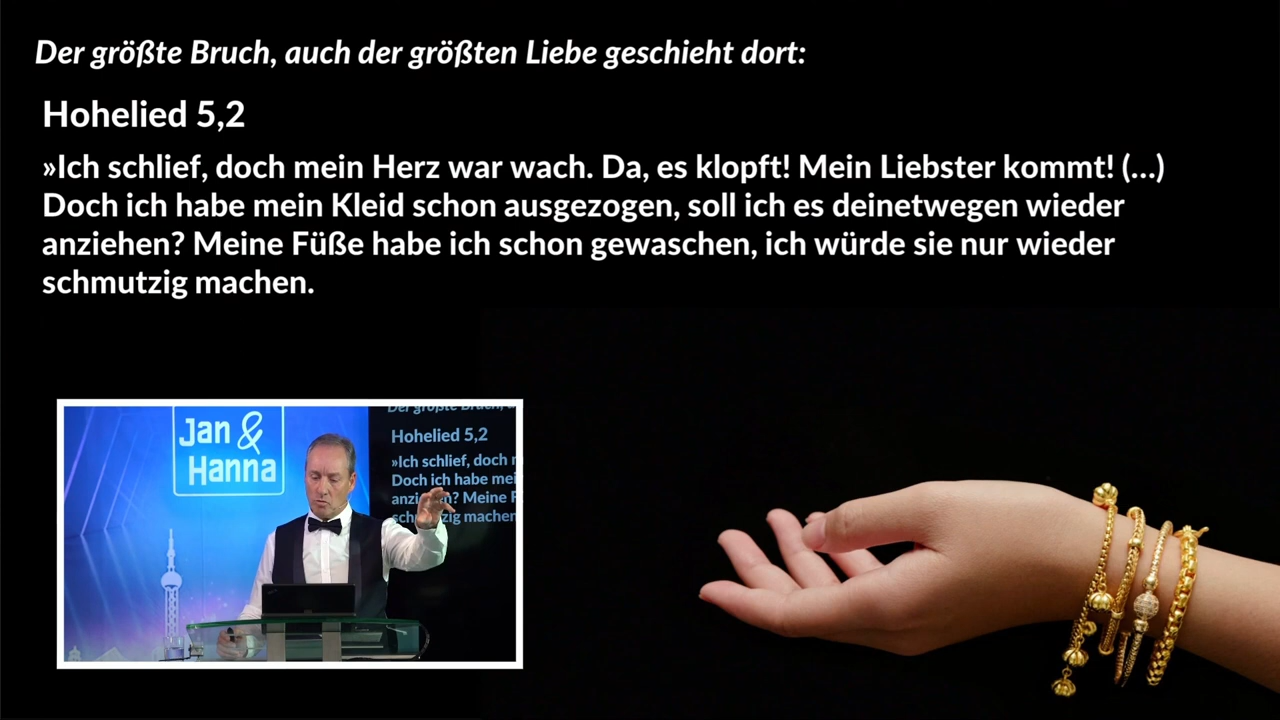 Der größte Bruch, auch der größten Liebe geschieht dort:
Hohelied 5,2
»Ich schlief, doch mein Herz war wach. Da, es klopft! Mein Liebster kommt! (...)
Doch ich habe mein Kleid schon ausgezogen, soll ich es deinetwegen wieder
anziehen? Meine Füße habe ich schon gewaschen, ich würde sie nur wieder
schmutzig machen.
Jan &
Hanna
Der größte Bruch,
Hohelied 5,2
»Ich schlief, doch
Doch ich habe mei
Meine F
machen